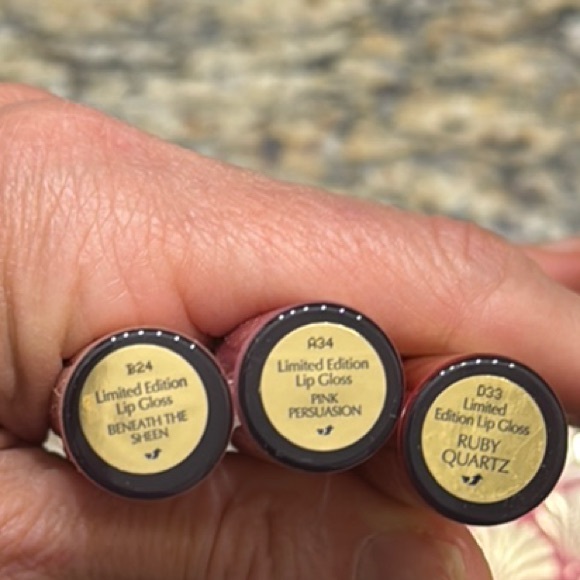 B24
Limited Edition
Lip Gloss
BENEATH THE
SHEEN
A34
Limited Edition
Lip Gloss
PINK
PERSUASION
D33
Limited
Edition Lip Gloss
RUBY
QUARTZ